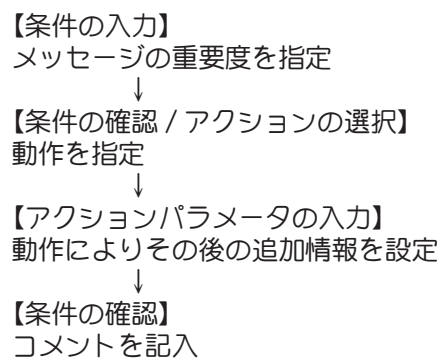 【条件の入力】
メッセージの重要度を指定
↓
【条件の確認 / アクションの選択】
動作を指定
↓
【アクションパラメータの入力】
動作によりその後の追加情報を設定
↓
【条件の確認】
コメントを記入